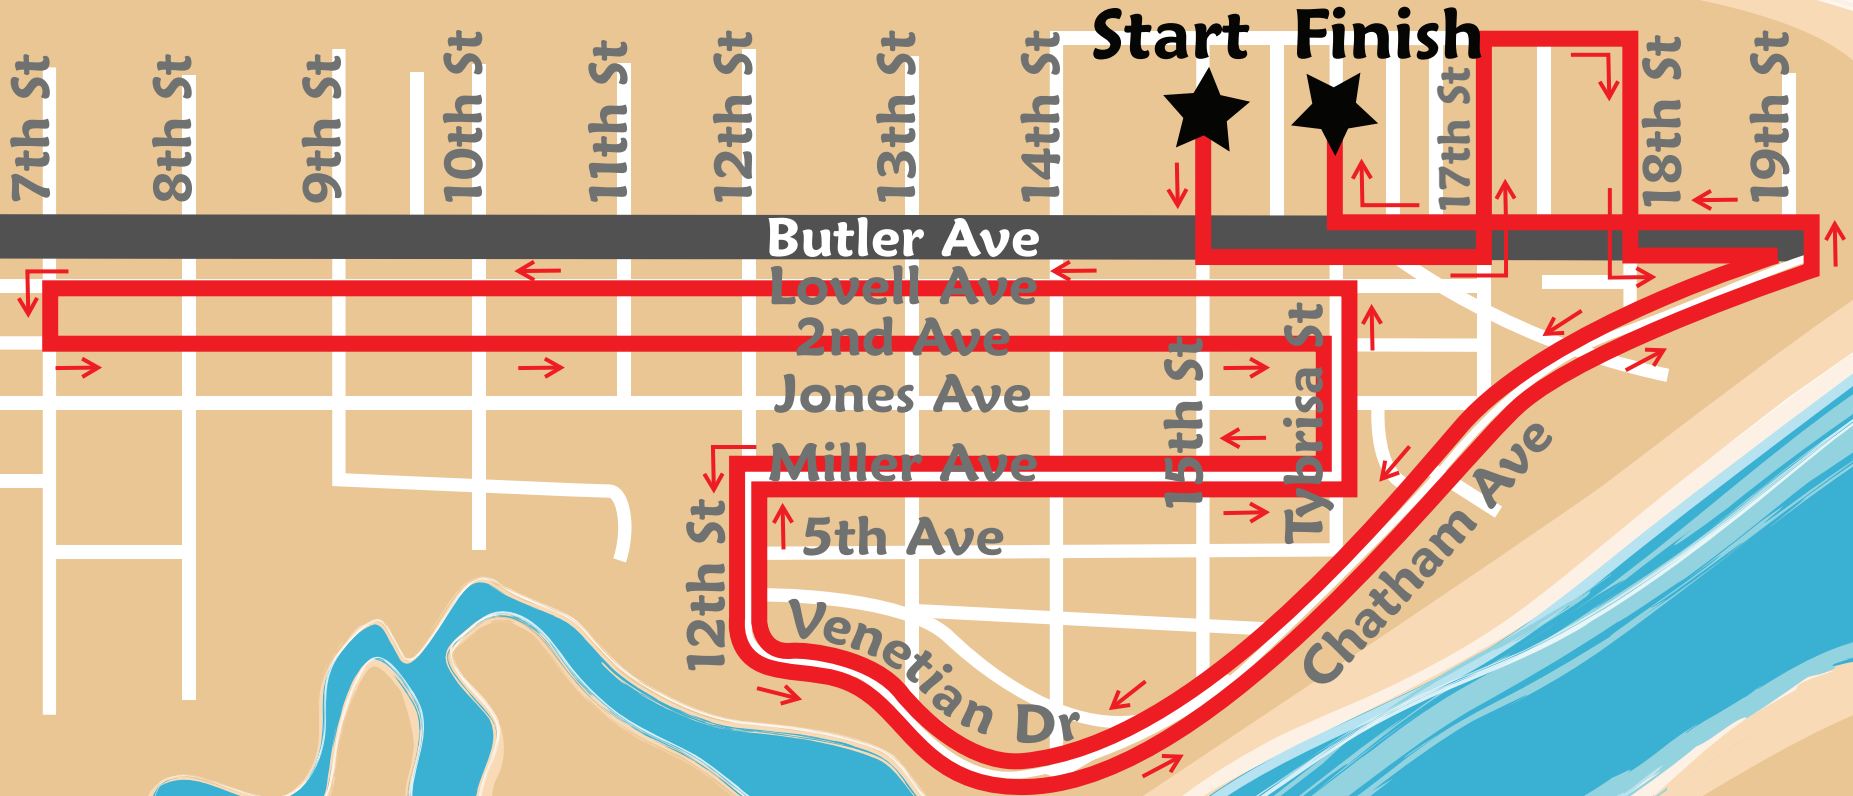 Start Finish
7th St
8th St
9th St
10th St
11th St
12th St
13th St
14th St
17th St
18th St
19th St
Butler Ave
Lovell Ave
2nd Ave
Jones Ave
Miller Ave
15th St
Tybrisa St
5th Ave
12th St
Venetian Dr
Chatham Ave